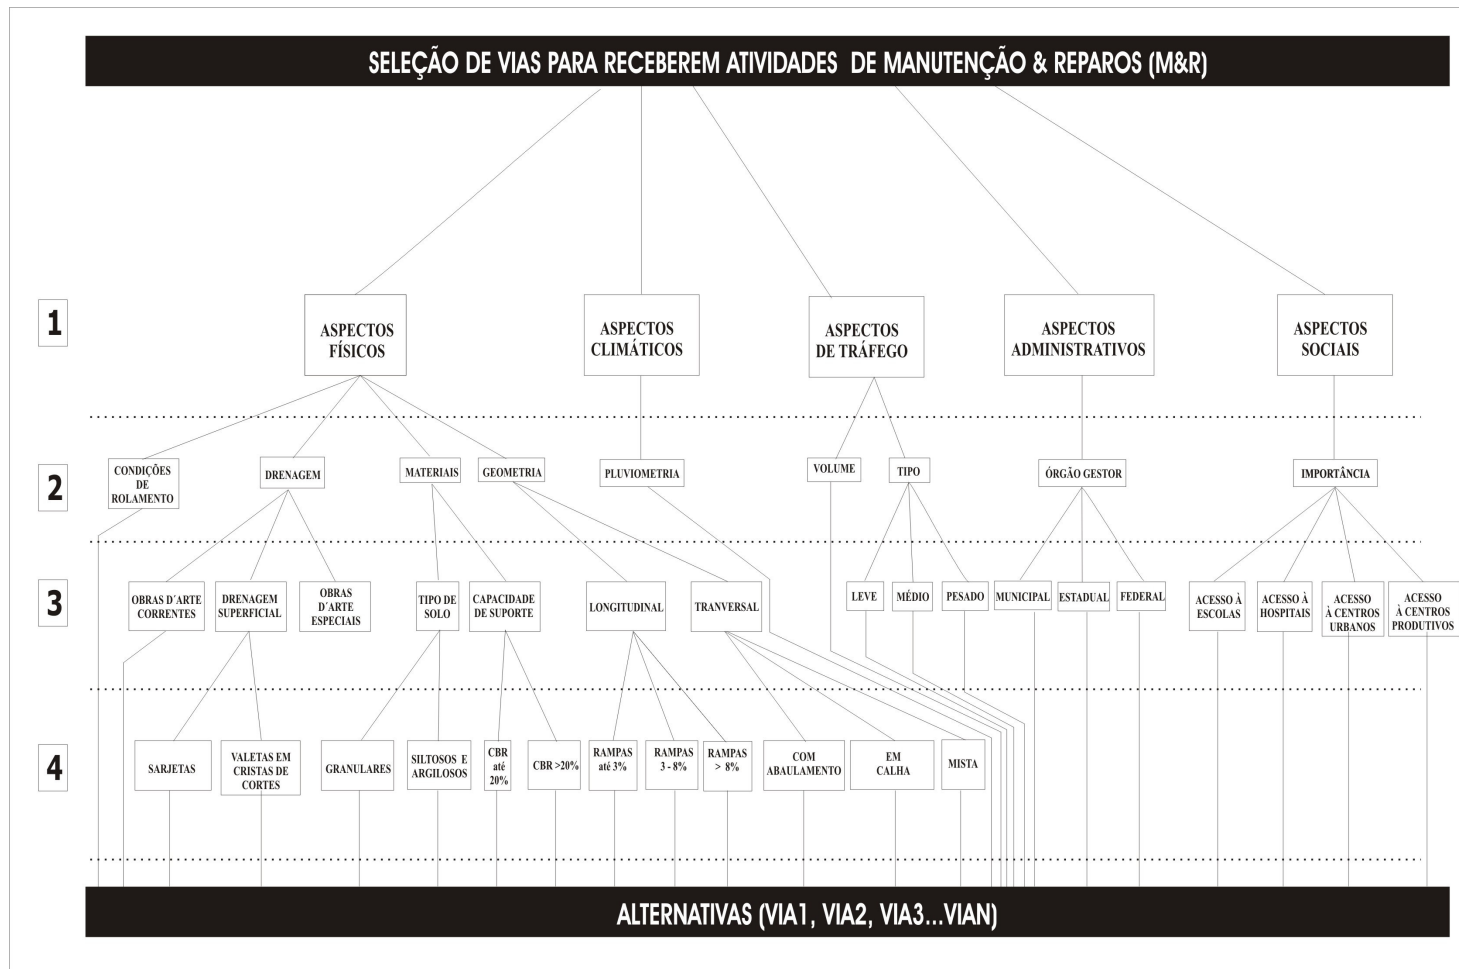 SELEÇÃO DE VIAS PARA RECEBEREM ATIVIDADES DE MANUTENÇÃO & REPAROS (M&R)
1
ASPECTOS
FÍSICOS
ASPECTOS
CLIMÁTICOS
ASPECTOS
DE TRÁFEGO
ASPECTOS
ADMINISTRATIVOS
ASPECTOS
SOCIAIS
2
CONDIÇÕES
DE
ROLAMENTO
DRENAGEM
MATERIAIS
GEOMETRIA
PLUVIOMETRIA
VOLUME
TIPO
ÓRGÃO GESTOR
IMPORTÂNCIA
3
OBRAS D´ARTE
CORRENTES
DRENAGEM
SUPERFICIAL
OBRAS
D´ARTE
ESPECIAIS
TIPO DE
SOLO
CAPACIDADE
DE SUPORTE
LONGITUDINAL
TRANVERSAL
LEVE
MÉDIO
PESADO
MUNICIPAL
ESTADUAL
FEDERAL
ACESSO À
ESCOLAS
ACESSO À
HOSPITAIS
ACESSO
À CENTROS
URBANOS
ACESSO
À CENTROS
PRODUTIVOS
4
SARJETAS
VALETAS EM
CRISTAS DE
CORTES
GRANULARES
SILTOSOS E
ARGILOSOS
CBR
até
20%
CBR >20%
RAMPAS
até 3%
RAMPAS
3 - 8%
RAMPAS
> 8%
COM
ABAULAMENTO
EM
CALHA
MISTA
ALTERNATIVAS (VIA1, VIA2, VIA3...VIAN)